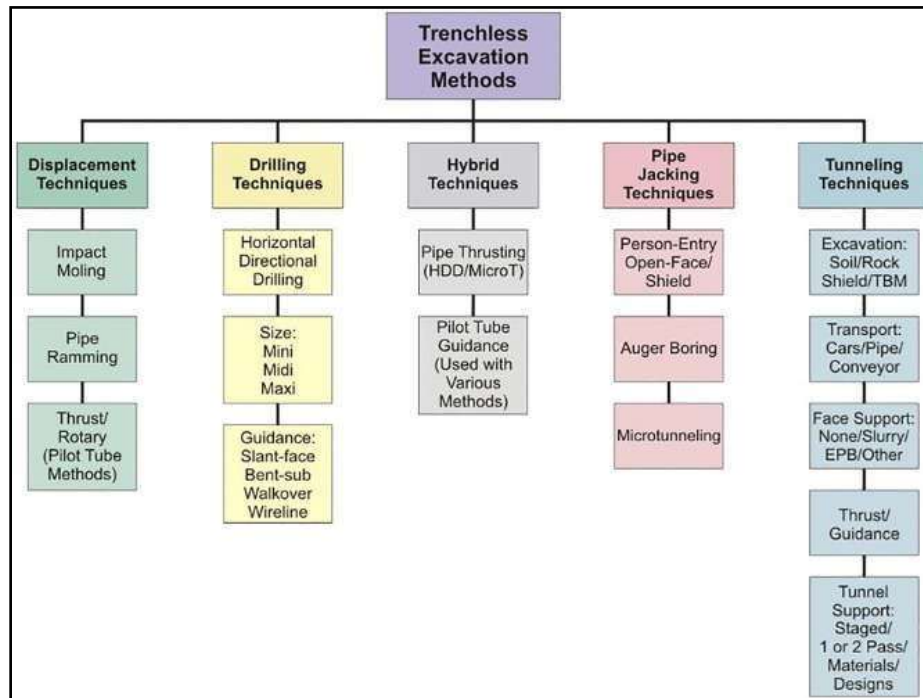 Trenchless
Excavation
Methods
Displacement
Techniques
Impact
Moling
Pipe
Ramming
Thrust/
Rotary
(Pilot Tube
Methods)
Drilling
Techniques
Horizontal
Directional
Drilling
Size:
Mini
Midi
Maxi
Guidance:
Slant-face
Bent-sub
Walkover
Wireline
Hybrid
Techniques
Pipe Thrusting
(HDD/MicroT)
Pilot Tube
Guidance
(Used with
Various
Methods)
Pipe
Jacking
Techniques
Person-Entry
Open-Face/
Shield
Auger Boring
Microtunneling
Tunneling
Techniques
Excavation:
Soil/Rock
Shield/TBM
Transport:
Cars/Pipe/
Conveyor
Face Support:
None/Slurry/
EPB/Other
Thrust/
Guidance
Tunnel
Support:
Staged/
1 or 2 Pass/
Materials/
Designs